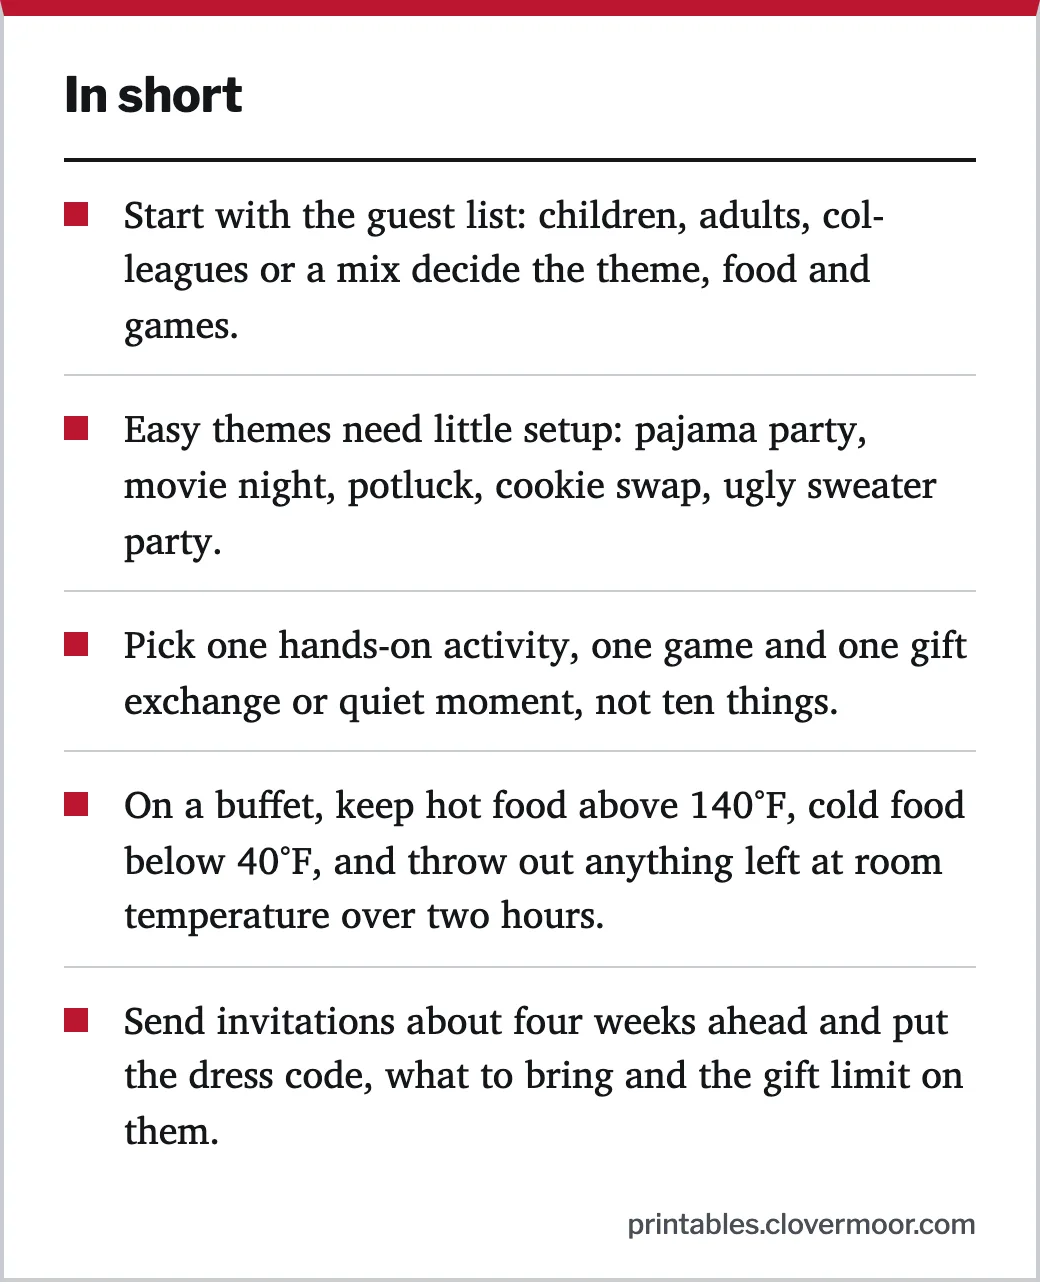 In short
Start with the guest list: children, adults, col-
leagues or a mix decide the theme, food and
games.
Easy themes need little setup: pajama party,
movie night, potluck, cookie swap, ugly sweater
party.
Pick one hands-on activity, one game and one gift
exchange or quiet moment, not ten things.
On a buffet, keep hot food above 140°F, cold food
below 40°F, and throw out anything left at room
temperature over two hours.
Send invitations about four weeks ahead and put
the dress code, what to bring and the gift limit on
them.
printables.clovermoor.com